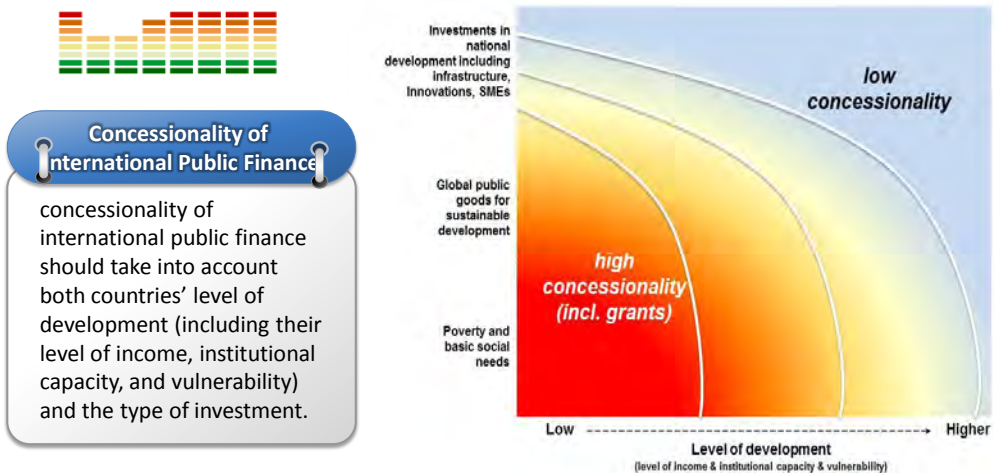 Concessionality of
International Public Finance
concessionality of
international public finance
should take into account
both countries’ level of
development (including their
level of income, institutional
capacity, and vulnerability)
and the type of investment.
Investments in
national
development including
infrastructure,
Innovations, SMEs
Global public
goods for
sustainable
development
Poverty and
basic social
needs
low
concessionality
high
concessionality
(incl. grants)
Low
Higher
Level of development
(level of income & institutional capacity & vulnerability)